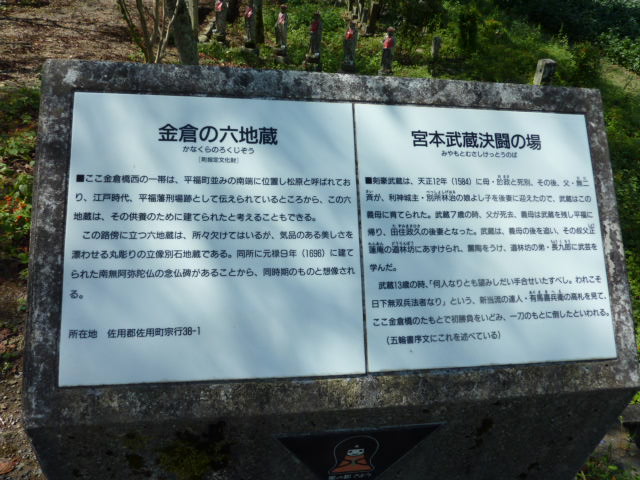 金倉の六地蔵
かなくらのろくじぞう
[町指定文化財]
■ここ金倉橋西の一帯は、平福町並みの南端に位置し松原と呼ばれてお
り、江戸時代、平福藩刑場跡として伝えられているところから、この六
地蔵は、その供養のために建てられたと考えることもできる。
この路傍に立つ六地蔵は、所々欠けてはいるが、気品のある美しさを
漂わせる丸彫りの立像別石地蔵である。同所に元禄9年（1696）に建て
られた南無阿弥陀仏の念仏碑があることから、同時期のものと想像され
る。
所在地 佐用郡佐用町宗行38-1
宮本武蔵決闘の場
みやもとむさしけっとうのば
■剣豪武蔵は、天正12年（1584）に母・於政と死別、その後、父・無二
斎が、利神城主・別所林治の娘よし子を後妻に迎えたので、武蔵はこの
義母に育てられた。武蔵7歳の時、父が死去、義母は武蔵を残し平福に
帰り、田住政久の後妻となった。武蔵は、義母の後を追い、その叔父正
蓮庵の道林坊にあずけられ、薫陶をうけ、道林坊の弟・長九郎に武芸を
学んだ。
武蔵13歳の時、「何人なりとも望みしだい手合せいたすべし。われこそ
日下無双兵法者なり」という、新当流の達人・有馬喜兵衛の高札を見て、
ここ金倉橋のたもとで初勝負をいどみ、一刀のもとに倒したといわれる。
（五輪書序文にこれを述べている）